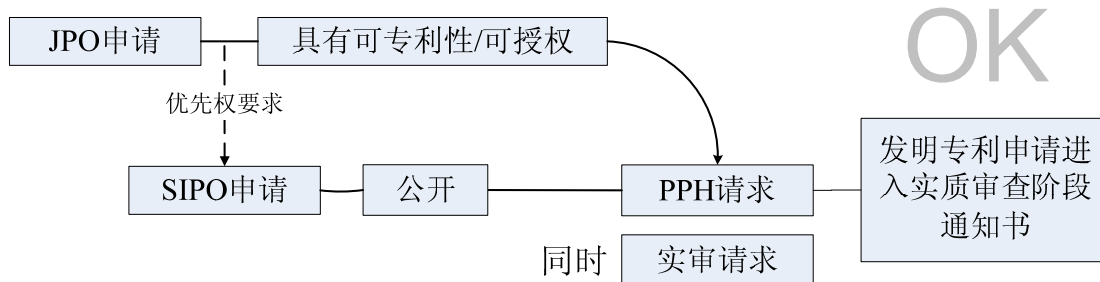 JPO申请
具有可专利性/可授权
OK
优先权要求
SIPO申请
公开
PPH请求
发明专利申请进
入实质审查阶段
通知书
同时
实审请求